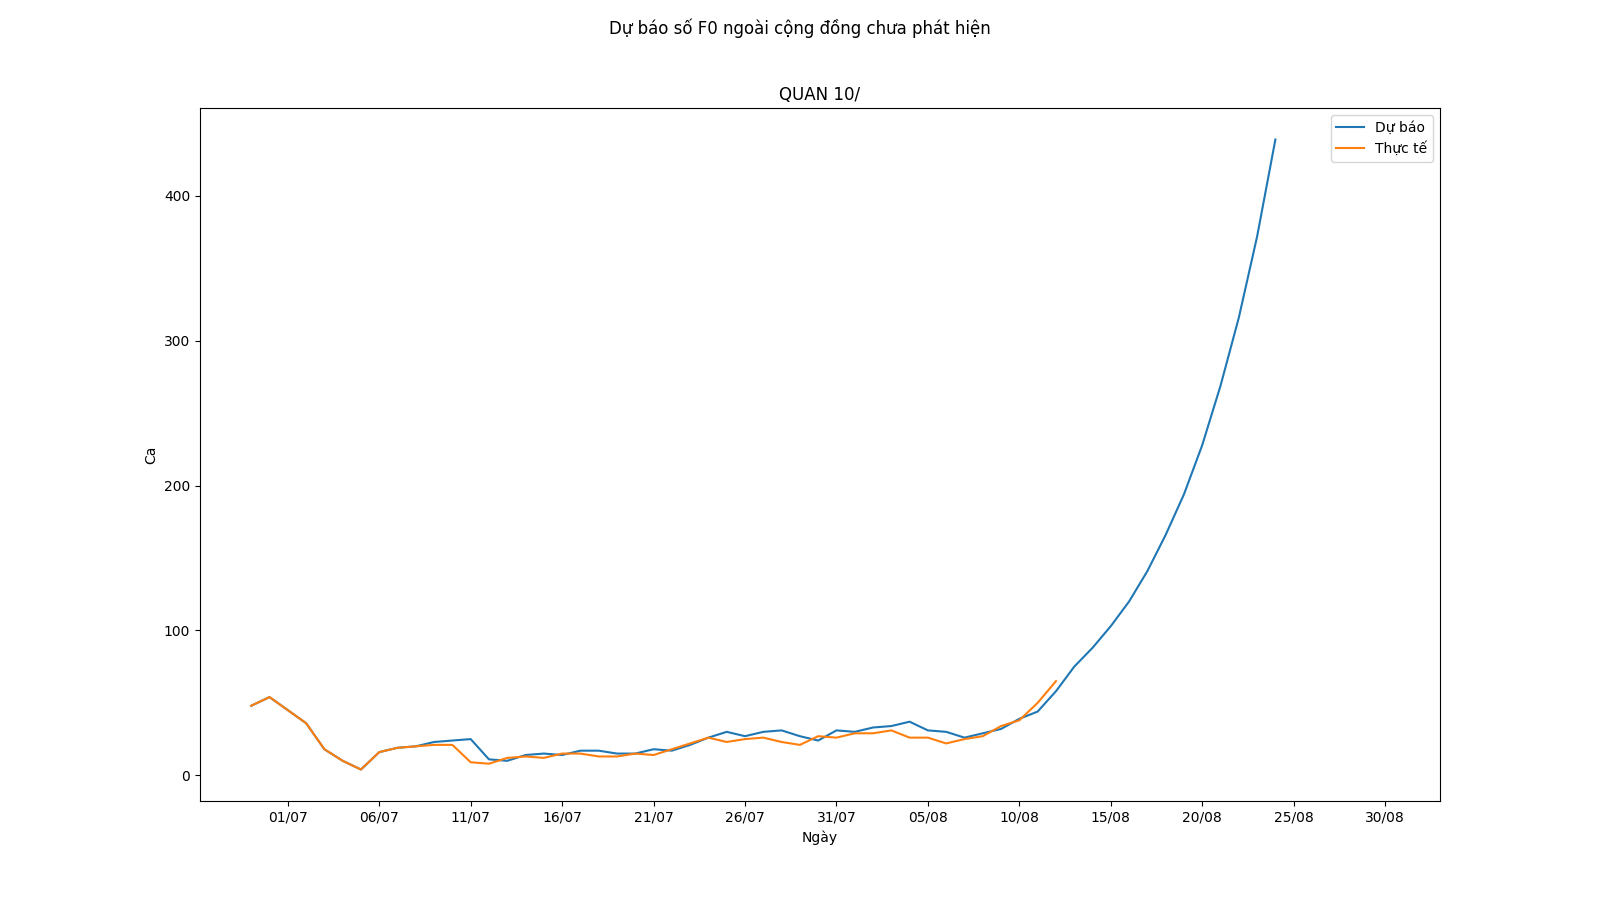 Dự báo số F0 ngoài cộng đồng chưa phát hiện
QUAN 10/
Dự báo
Thực tế
400
300
200
100
0
Ca
01/07 06/07 11/07 16/07 21/07 26/07 31/07 05/08 10/08 15/08 20/08 25/08 30/08
Ngày